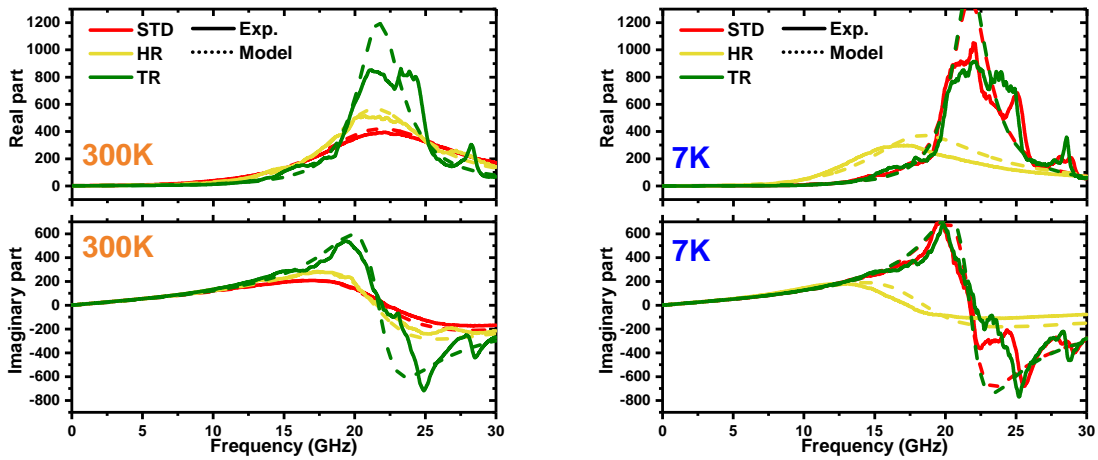 1200
1000
800
600
400
200
0
Real part
STD
HR
TR
Exp.
Model
300K
600
400
200
0
-200
-400
-600
-800
Imaginary part
300K
0 5 10 15 20 25 30
Frequency (GHz)
1200
1000
800
600
400
200
0
Real part
STD
HR
TR
Exp.
Model
7K
600
400
200
0
-200
-400
-600
-800
Imaginary part
7K
0 5 10 15 20 25 30
Frequency (GHz)